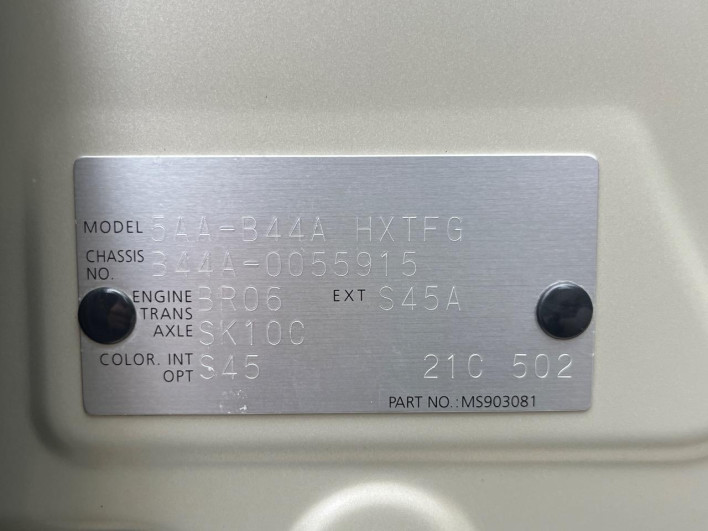 MODEL 5AA-B44A HXTFG
CHASSIS NO. B44A-0055915
ENGINE BR06 EXT S45A
TRANS AXLE SK10C
COLOR. INT OPT S45 21C 502
PART NO.:MS903081